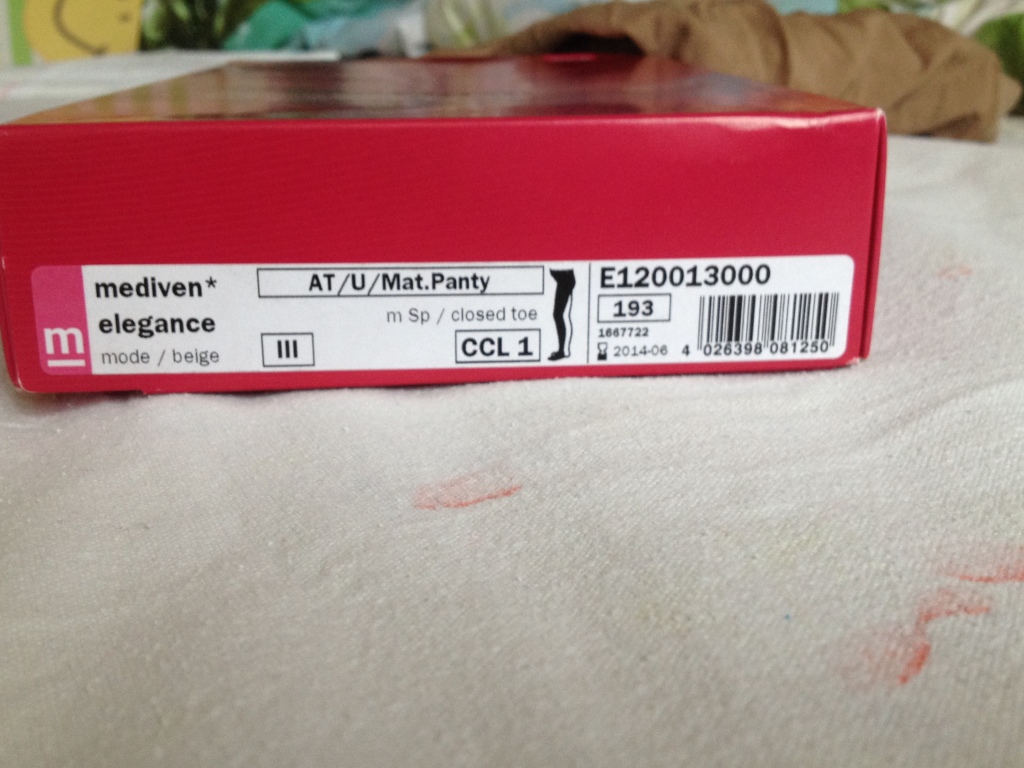 m
mediven*
elegance
mode / beige
III
AT/U/Mat.Panty
m Sp / closed toe
CCL 1
E120013000
193
1667722
2014-06
4 026398 081250